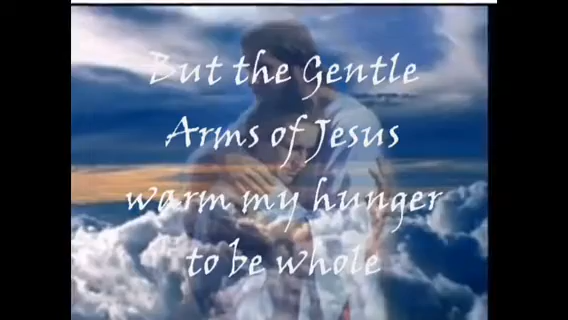 But the Gentle
Arms of Jesus
warm my hunger
to be whole